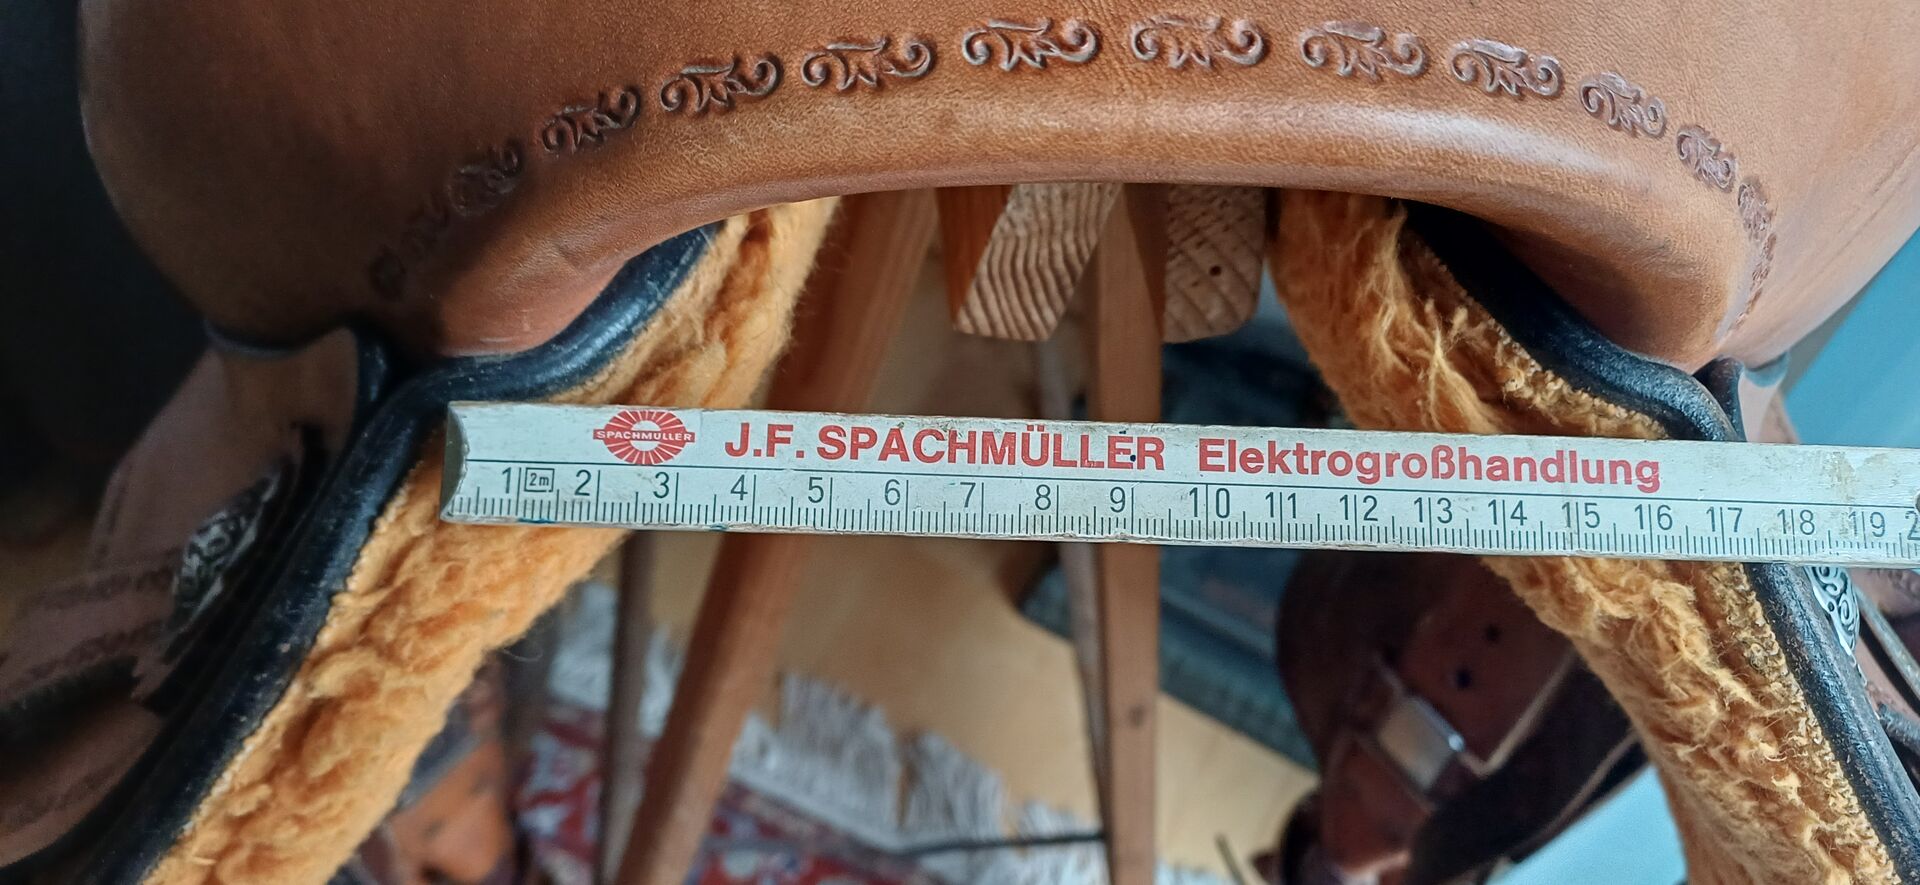 SPACHMÜLLER J.F. SPACHMÜLLER Elektrogroßhandlung
1 2m 2 3 4 5 6 7 8 9 10 11 12 13 14 15 16 17 18 19 2